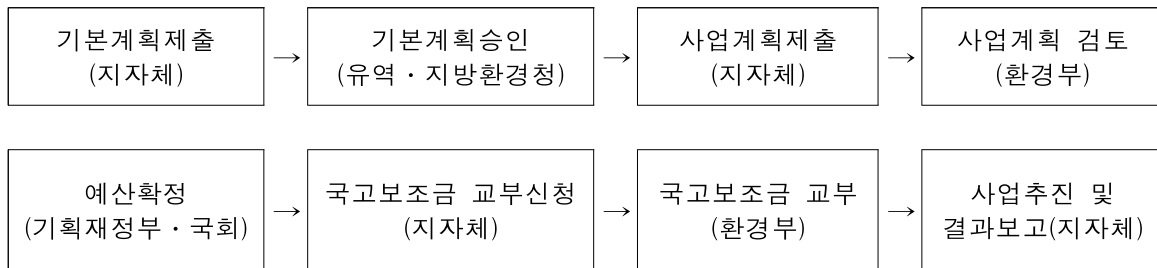 기본계획제출
(지자체)
→
기본계획승인
(유역・지방환경청)
→
사업계획제출
(지자체)
→
사업계획 검토
(환경부)
예산확정
(기획재정부・국회)
→
국고보조금 교부신청
(지자체)
→
국고보조금 교부
(환경부)
→
사업추진 및
결과보고(지자체)